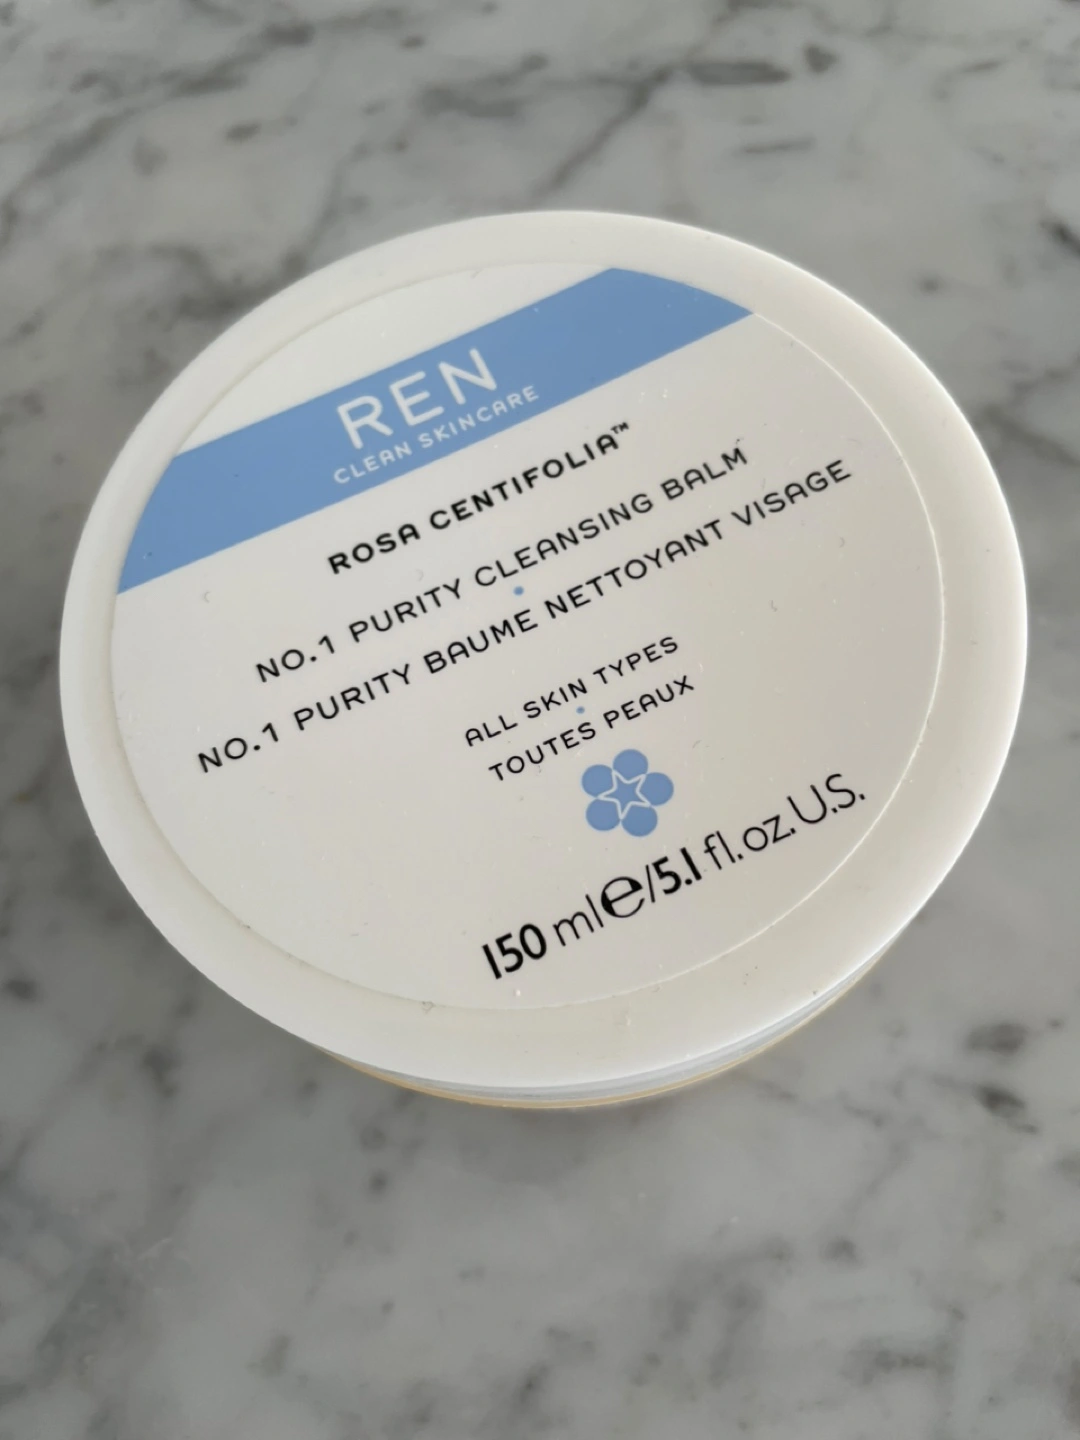 REN
CLEAN SKINCARE
ROSA CENTIFOLIA™
NO.1 PURITY CLEANSING BALM
NO.1 PURITY BAUME NETTOYANT VISAGE
ALL SKIN TYPES
TOUTES PEAUX
150 ml℮/5.1 fl.oz.U.S.